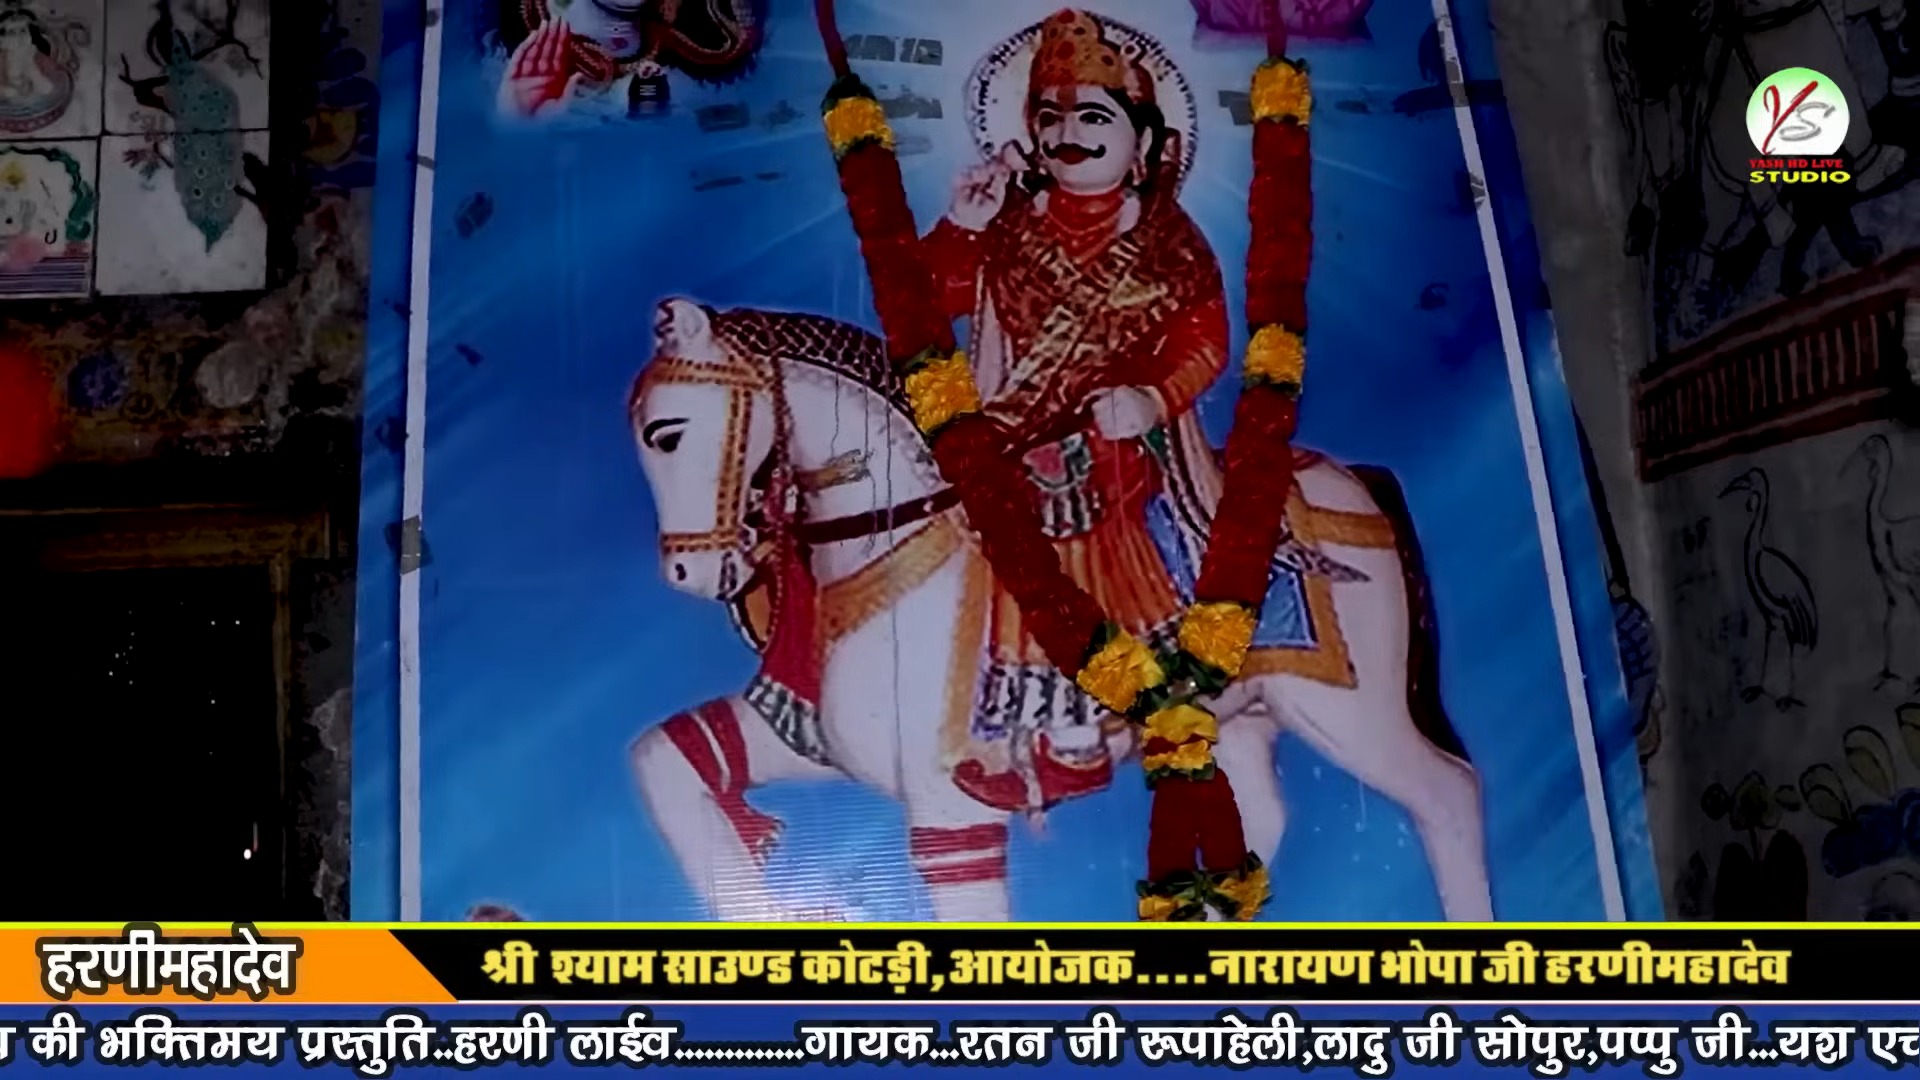 YS
YASH HD LIVE
STUDIO
हरणीमहादेव
श्री श्याम साउण्ड कोटड़ी,आयोजक....नारायण भोपा जी हरणीमहादेव
की भक्तिमय प्रस्तुति..हरणी लाईव.............गायक...रतन जी रूपाहेली,लादु जी सोपुर,पप्पु जी...यश